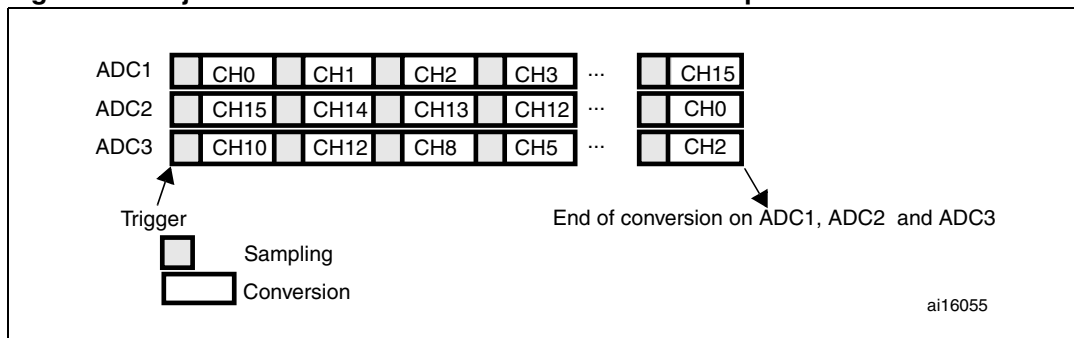 ADC1 CH0 CH1 CH2 CH3 ... CH15
ADC2 CH15 CH14 CH13 CH12 ... CH0
ADC3 CH10 CH12 CH8 CH5 ... CH2
Trigger
End of conversion on ADC1, ADC2 and ADC3
Sampling
Conversion
ai16055